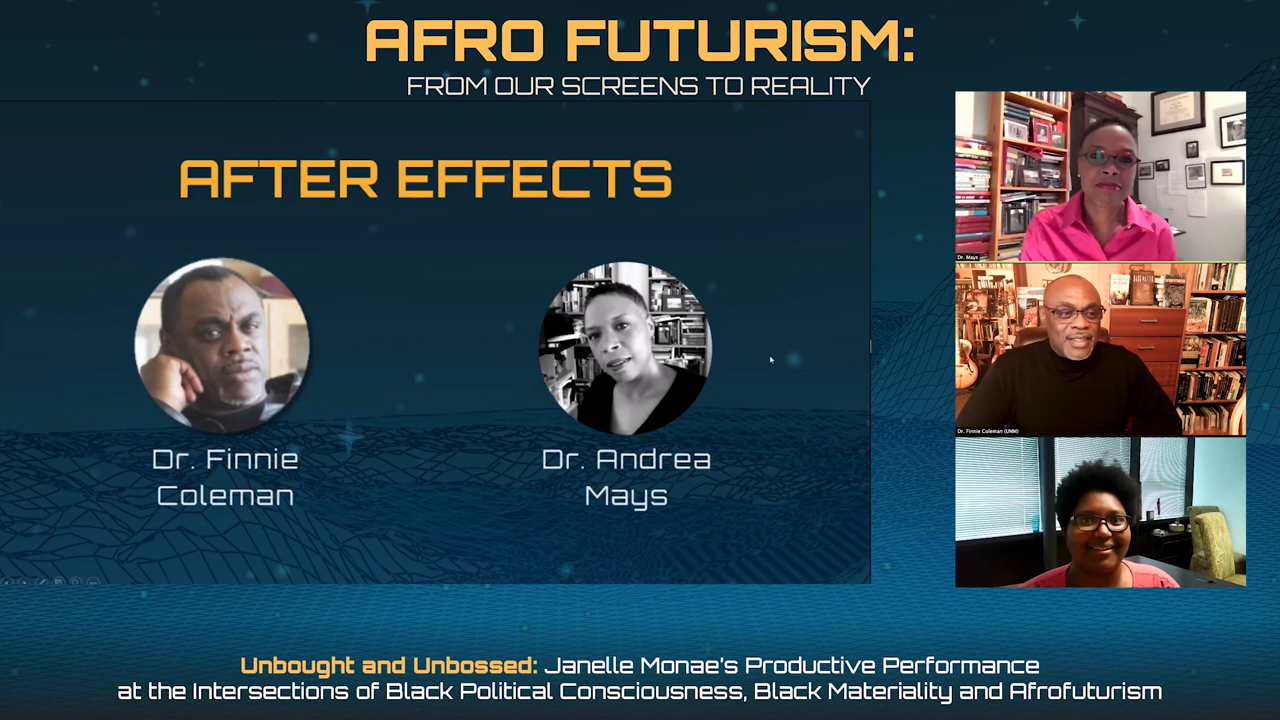 AFRO FUTURISM:
FROM OUR SCREENS TO REALITY
AFTER EFFECTS
Dr. Finnie
Coleman
Dr. Andrea
Mays
Dr. Mays
Dr. Finnie Coleman (UNM)
Unbought and Unbossed: Janelle Monae's Productive Performance
at the Intersections of Black Political Consciousness, Black Materiality and Afrofuturism